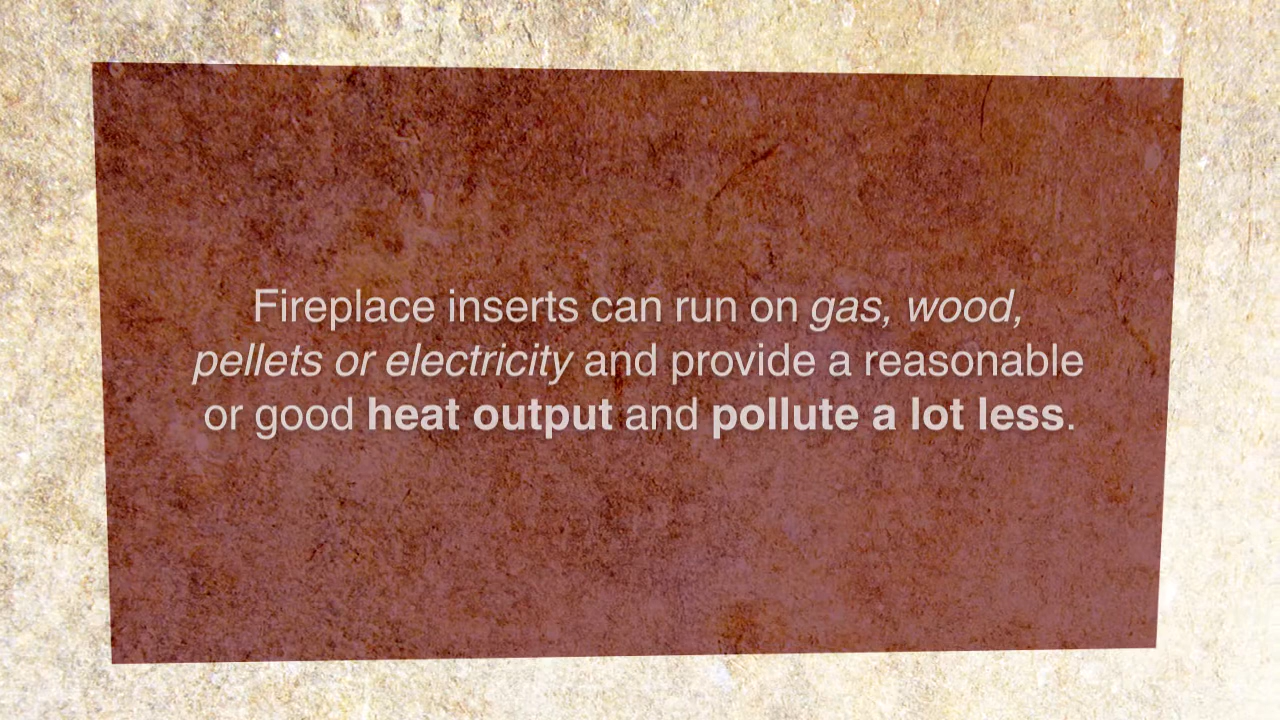 Fireplace inserts can run on gas, wood,
pellets or electricity and provide a reasonable
or good heat output and pollute a lot less.